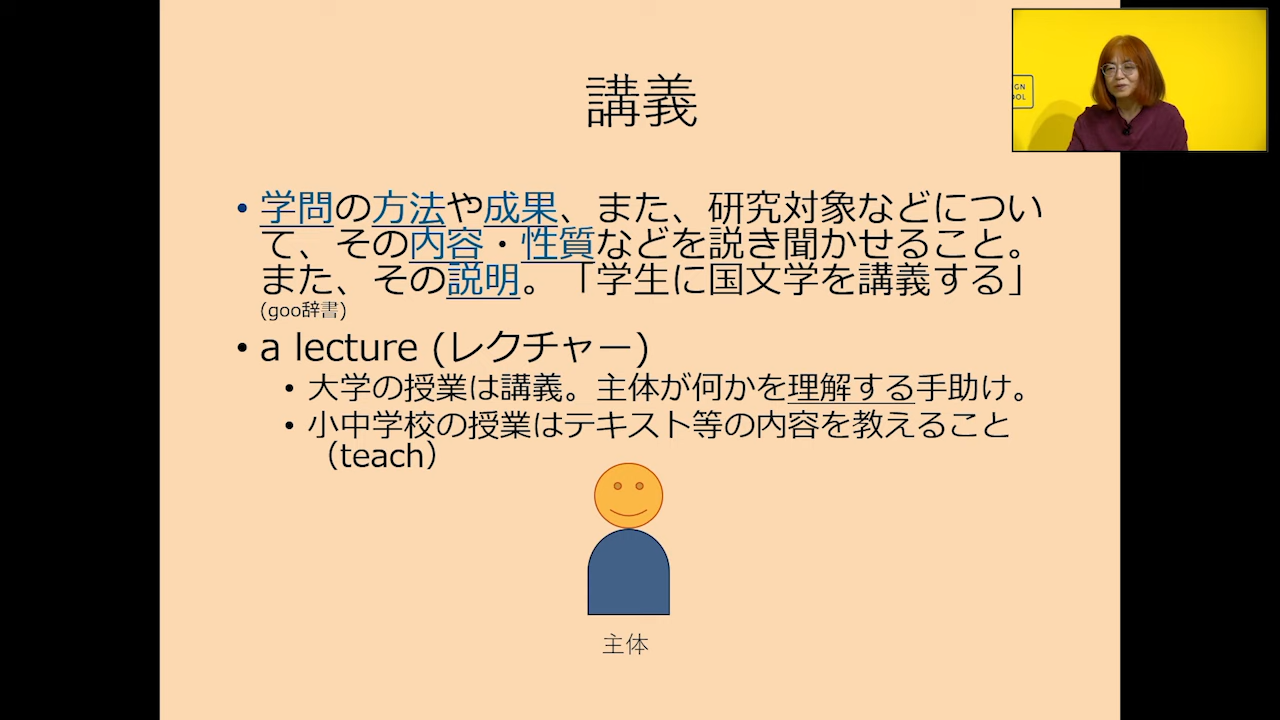 講義
• 学問の方法や成果、また、研究対象などについ
て、その内容・性質などを説き聞かせること。
また、その説明。「学生に国文学を講義する」
(goo辞書)
• a lecture (レクチャー)
• 大学の授業は講義。主体が何かを理解する手助け。
• 小中学校の授業はテキスト等の内容を教えること
（teach）
主体